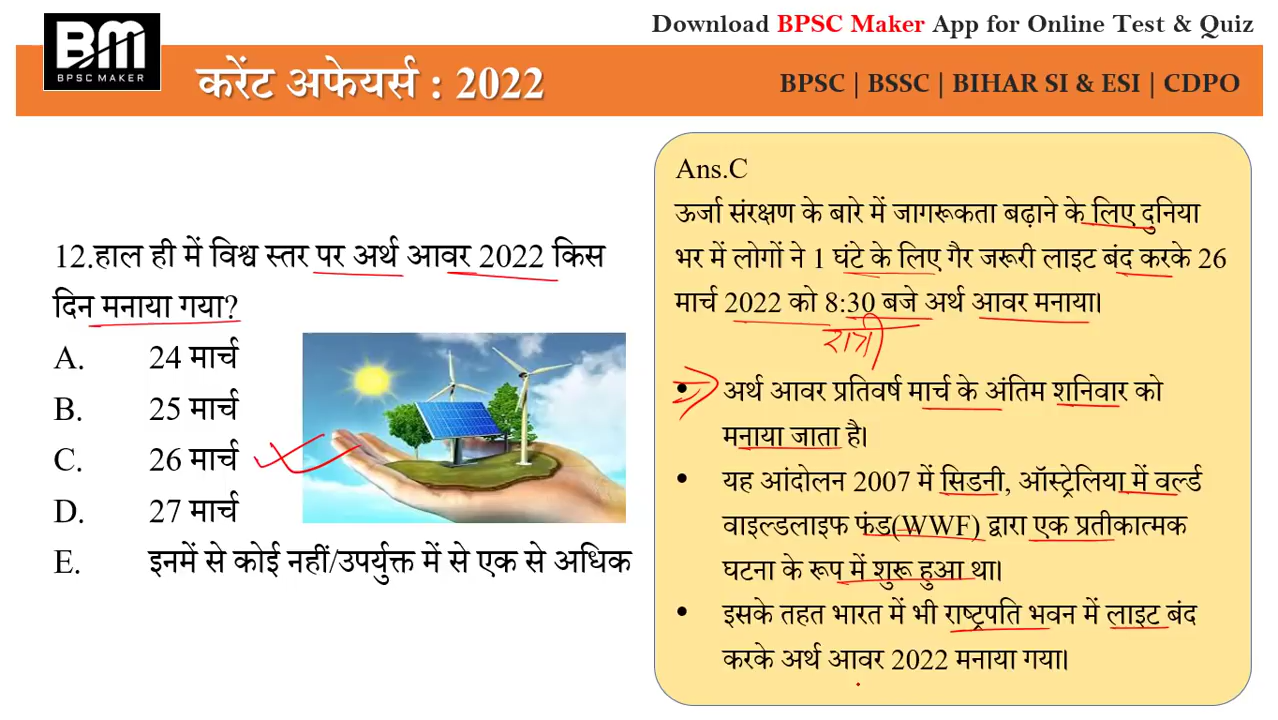 Download BPSC Maker App for Online Test & Quiz
BM
BPSC MAKER
करेंट अफेयर्स : 2022
BPSC | BSSC | BIHAR SI & ESI | CDPO
12.हाल ही में विश्व स्तर पर अर्थ आवर 2022 किस
दिन मनाया गया?
A. 24 मार्च
B. 25 मार्च
C. 26 मार्च
D. 27 मार्च
E. इनमें से कोई नहीं/उपर्युक्त में से एक से अधिक
Ans.C
ऊर्जा संरक्षण के बारे में जागरूकता बढ़ाने के लिए दुनिया
भर में लोगों ने 1 घंटे के लिए गैर जरूरी लाइट बंद करके 26
मार्च 2022 को 8:30 बजे अर्थ आवर मनाया।
रात्री
• अर्थ आवर प्रतिवर्ष मार्च के अंतिम शनिवार को
मनाया जाता है।
• यह आंदोलन 2007 में सिडनी, ऑस्ट्रेलिया में वर्ल्ड
वाइल्डलाइफ फंड(WWF) द्वारा एक प्रतीकात्मक
घटना के रूप में शुरू हुआ था।
• इसके तहत भारत में भी राष्ट्रपति भवन में लाइट बंद
करके अर्थ आवर 2022 मनाया गया।